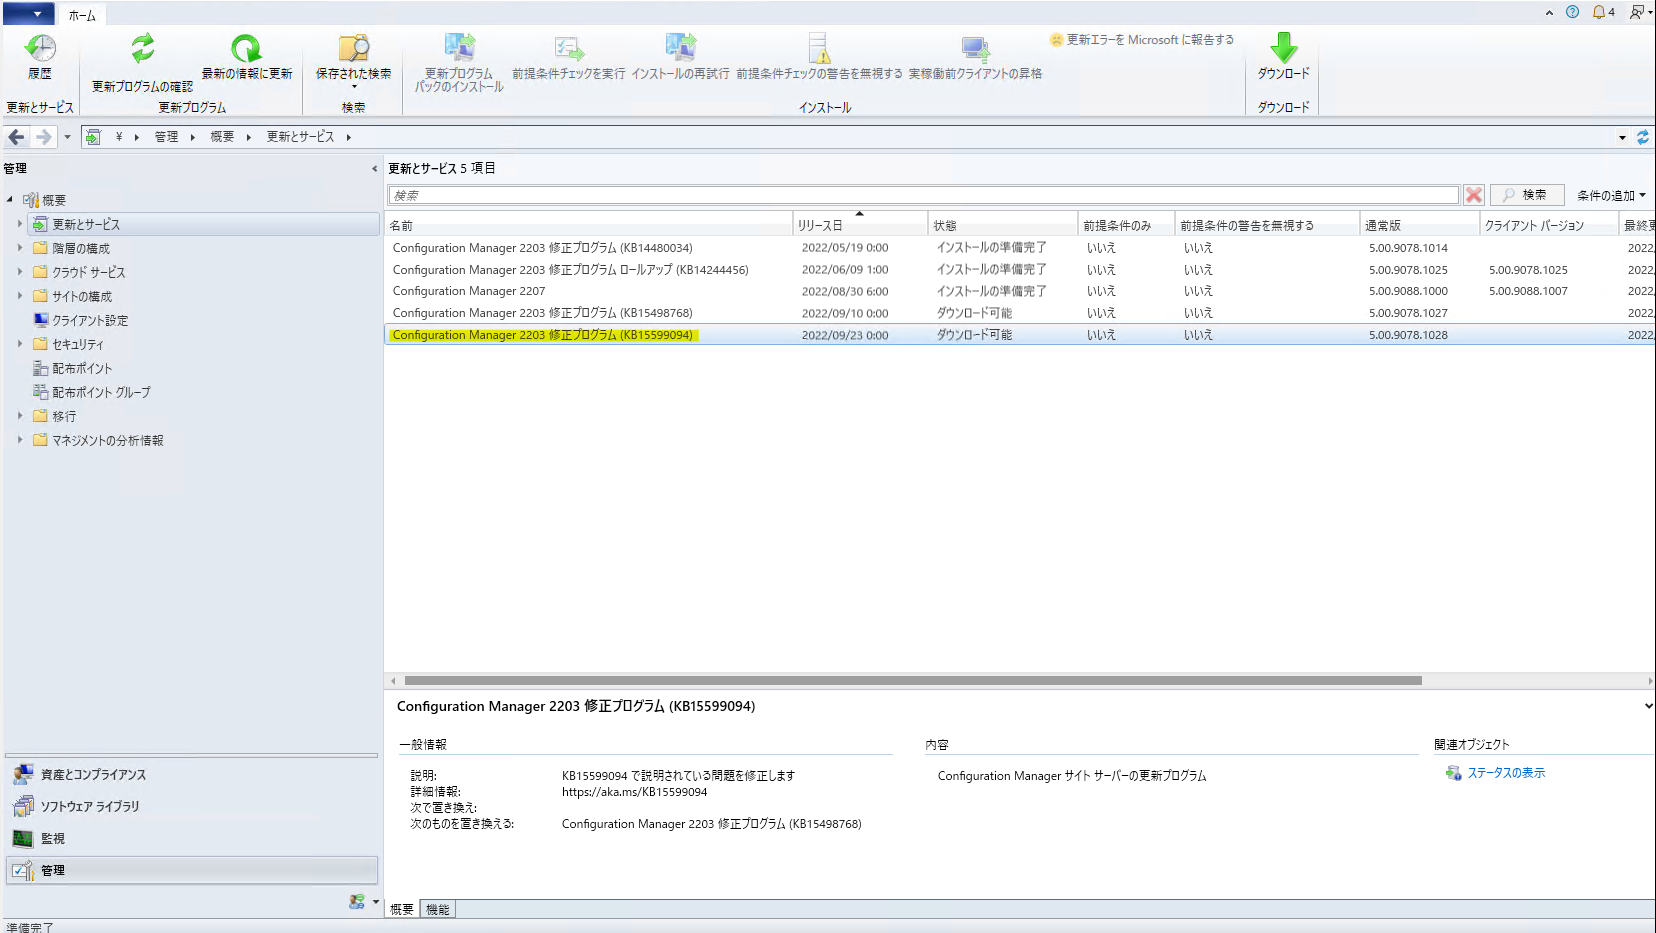 ホーム
4
履歴
更新プログラムの確認
最新の情報に更新
保存された検索
更新プログラム
パックのインストール
前提条件チェックを実行
インストールの再試行
前提条件チェックの警告を無視する
実稼働前クライアントの昇格
更新エラーを Microsoft に報告する
ダウンロード
更新とサービス
更新プログラム
検索
インストール
ダウンロード
¥ 管理 概要 更新とサービス
管理
概要
更新とサービス
階層の構成
クラウド サービス
サイトの構成
クライアント設定
セキュリティ
配布ポイント
配布ポイント グループ
移行
マネジメントの分析情報
資産とコンプライアンス
ソフトウェア ライブラリ
監視
管理
更新とサービス 5 項目
検索
検索
条件の追加
名前 リリース日 状態 前提条件のみ 前提条件の警告を無視する 通常版 クライアント バージョン 最終更
Configuration Manager 2203 修正プログラム (KB14480034) 2022/05/19 0:00 インストールの準備完了 いいえ いいえ 5.00.9078.1014 2022,
Configuration Manager 2203 修正プログラム ロールアップ (KB14244456) 2022/06/09 1:00 インストールの準備完了 いいえ いいえ 5.00.9078.1025 5.00.9078.1025 2022,
Configuration Manager 2207 2022/08/30 6:00 インストールの準備完了 いいえ いいえ 5.00.9088.1000 5.00.9088.1007 2022,
Configuration Manager 2203 修正プログラム (KB15498768) 2022/09/10 0:00 ダウンロード可能 いいえ いいえ 5.00.9078.1027 2022,
Configuration Manager 2203 修正プログラム (KB15599094) 2022/09/23 0:00 ダウンロード可能 いいえ いいえ 5.00.9078.1028 2022,
Configuration Manager 2203 修正プログラム (KB15599094)
一般情報
説明: KB15599094 で説明されている問題を修正します
詳細情報: https://aka.ms/KB15599094
次で置き換え:
次のものを置き換える: Configuration Manager 2203 修正プログラム (KB15498768)
内容
Configuration Manager サイト サーバーの更新プログラム
関連オブジェクト
ステータスの表示
概要 機能
準備完了